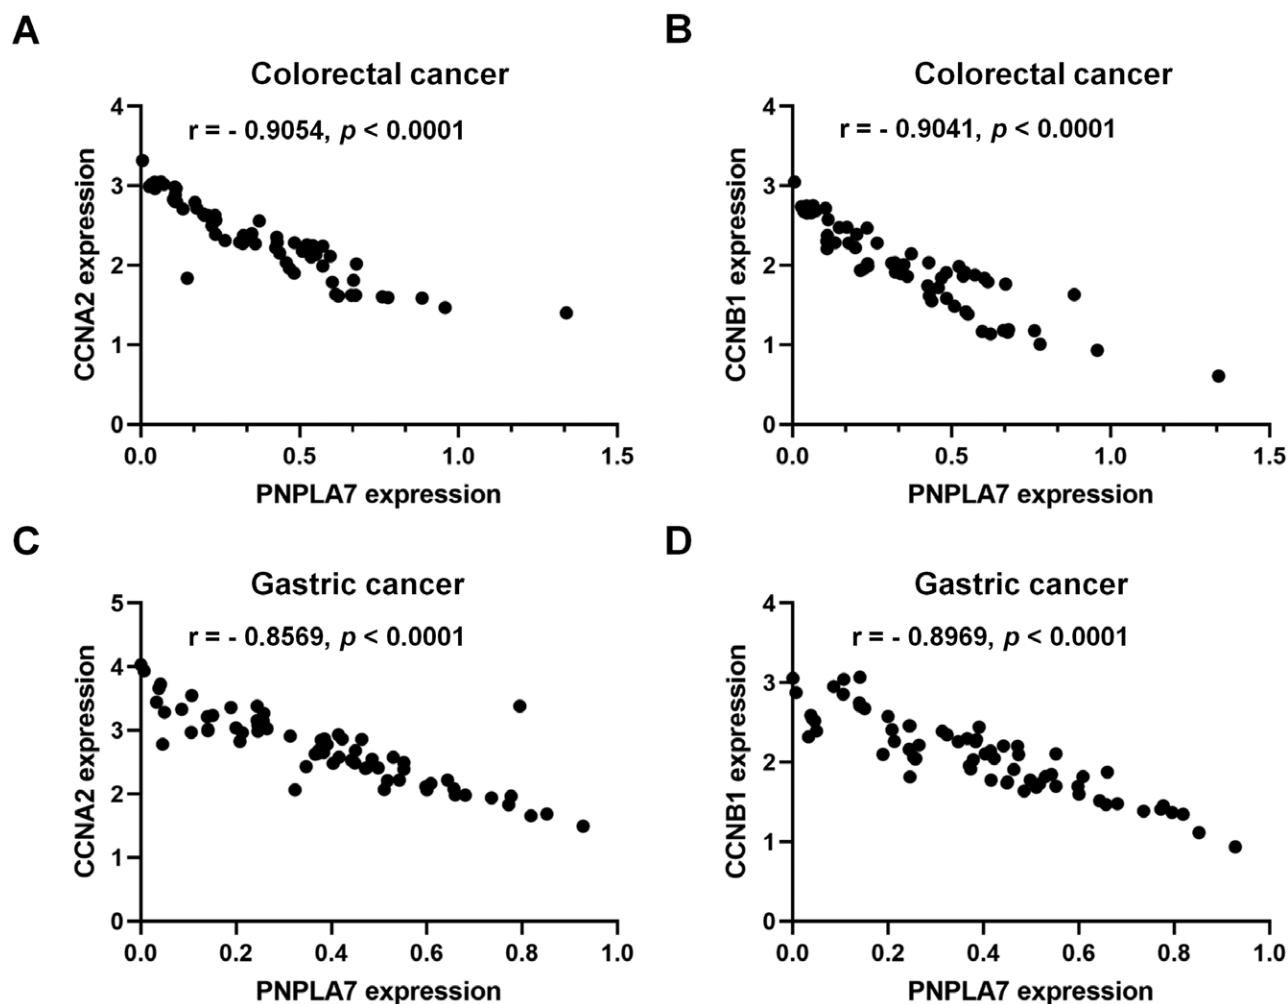 A
Colorectal cancer
r = - 0.9054, p < 0.0001
CCNA2 expression
4
3
2
1
0
0.0 0.5 1.0 1.5
PNPLA7 expression
B
Colorectal cancer
r = - 0.9041, p < 0.0001
CCNB1 expression
4
3
2
1
0
0.0 0.5 1.0 1.5
PNPLA7 expression
C
Gastric cancer
r = - 0.8569, p < 0.0001
CCNA2 expression
5
4
3
2
1
0
0.0 0.2 0.4 0.6 0.8 1.0
PNPLA7 expression
D
Gastric cancer
r = - 0.8969, p < 0.0001
CCNB1 expression
4
3
2
1
0
0.0 0.2 0.4 0.6 0.8 1.0
PNPLA7 expression